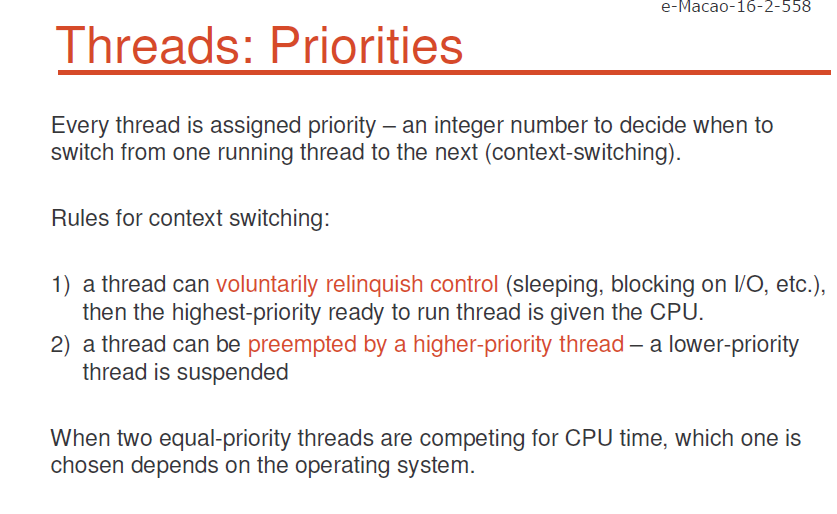 e-Macao-16-2-558
Threads: Priorities
Every thread is assigned priority – an integer number to decide when to
switch from one running thread to the next (context-switching).
Rules for context switching:
1) a thread can voluntarily relinquish control (sleeping, blocking on I/O, etc.),
then the highest-priority ready to run thread is given the CPU.
2) a thread can be preempted by a higher-priority thread – a lower-priority
thread is suspended
When two equal-priority threads are competing for CPU time, which one is
chosen depends on the operating system.